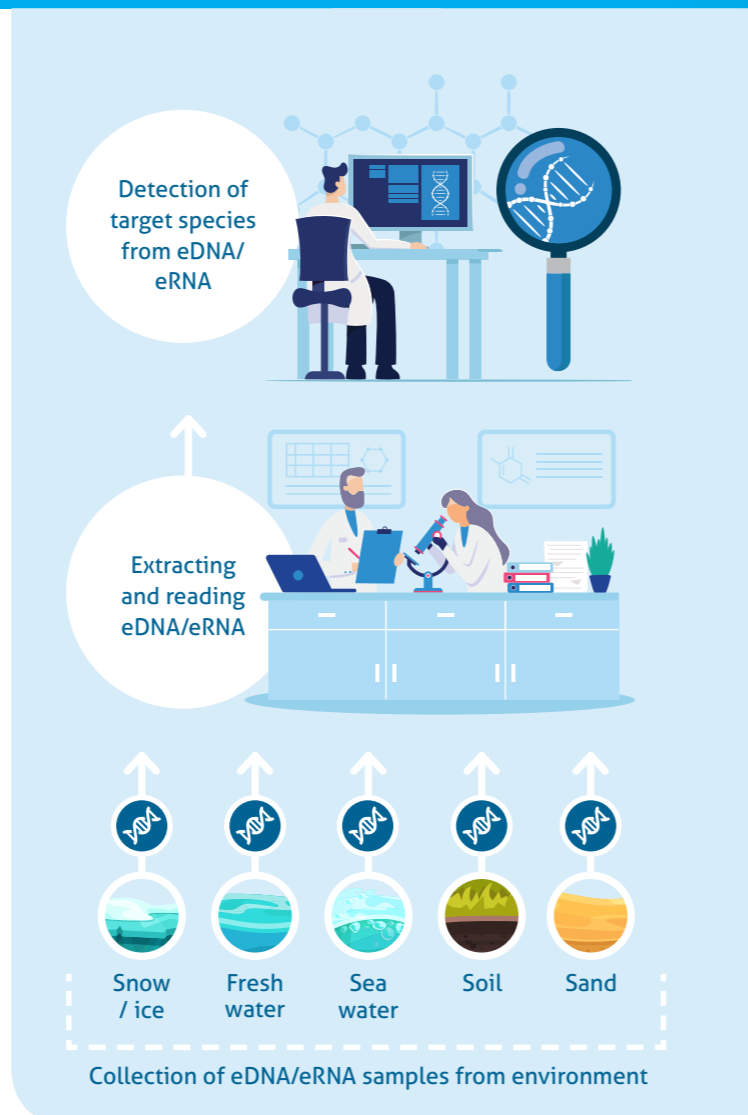 Detection of
target species
from eDNA/
eRNA
Extracting
and reading
eDNA/eRNA
Snow
/ ice
Fresh
water
Sea
water
Soil
Sand
Collection of eDNA/eRNA samples from environment